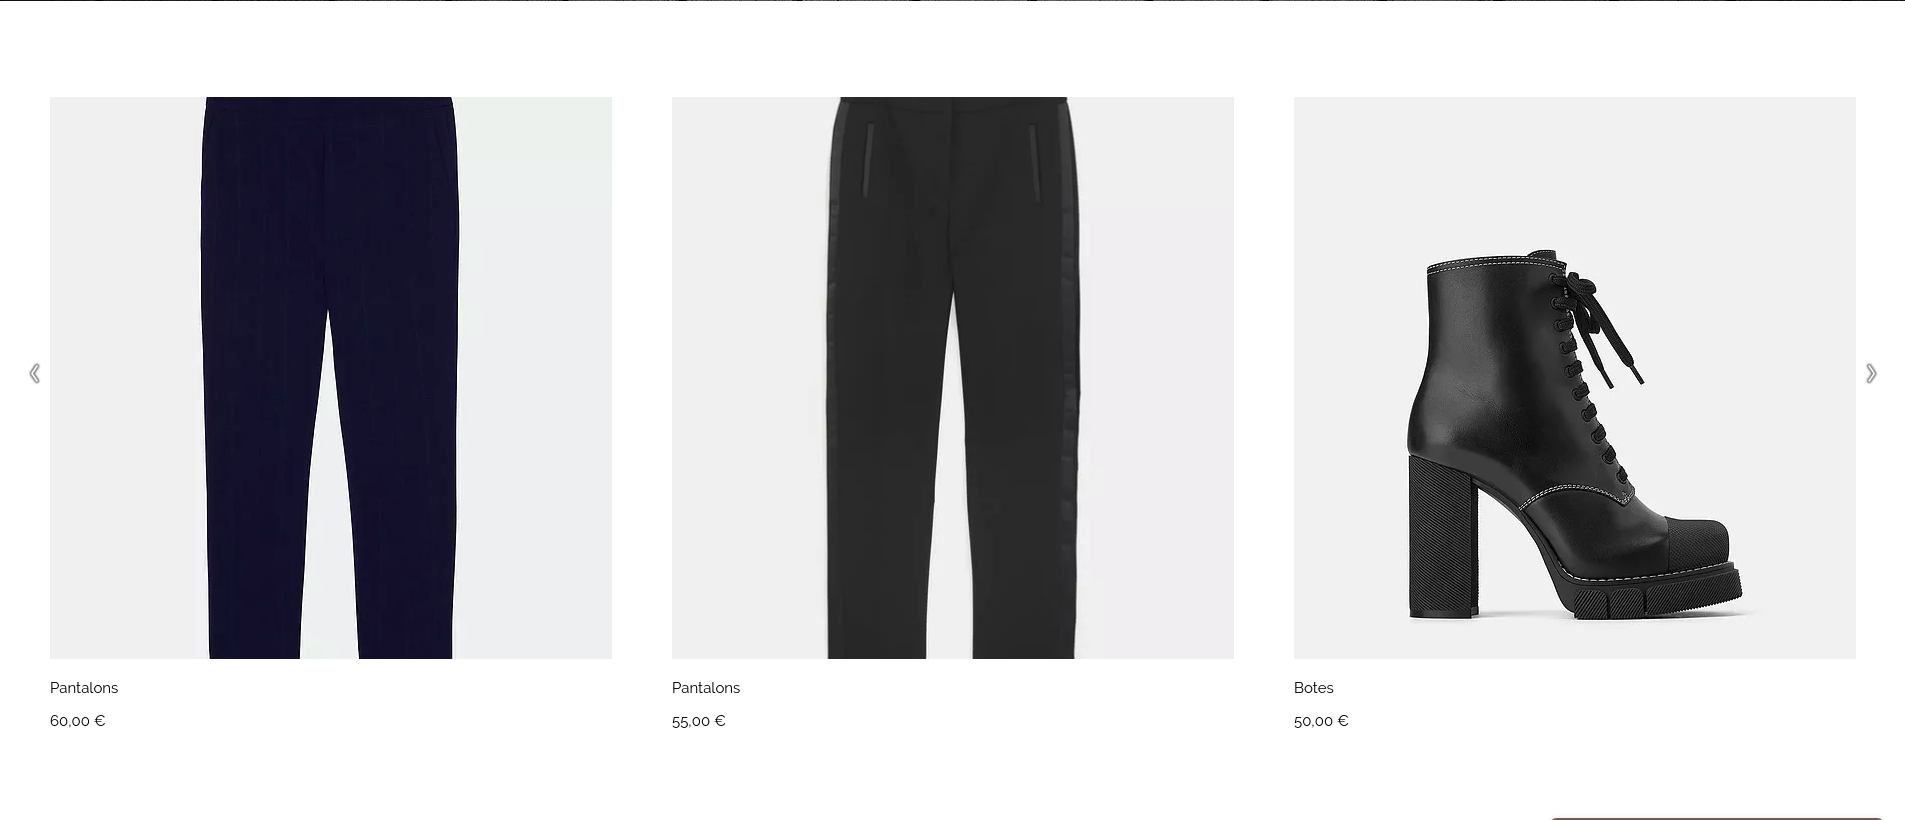 Pantalons
60,00 €
Pantalons
55,00 €
Botes
50,00 €